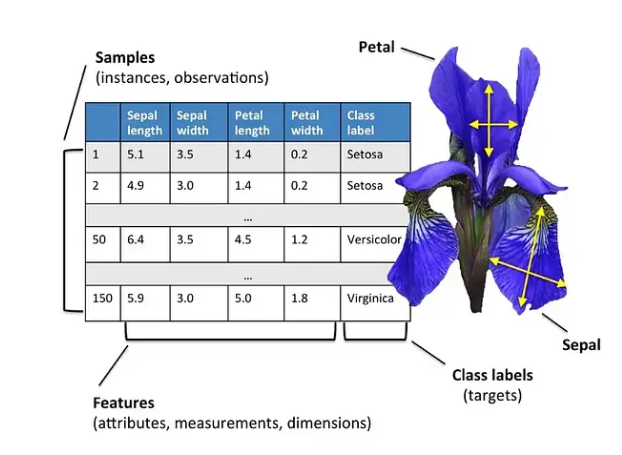 Samples
(instances, observations)
Petal
Sepal length Sepal width Petal length Petal width Class label
1 5.1 3.5 1.4 0.2 Setosa
2 4.9 3.0 1.4 0.2 Setosa
...
50 6.4 3.5 4.5 1.2 Versicolor
...
150 5.9 3.0 5.0 1.8 Virginica
Sepal
Class labels
(targets)
Features
(attributes, measurements, dimensions)